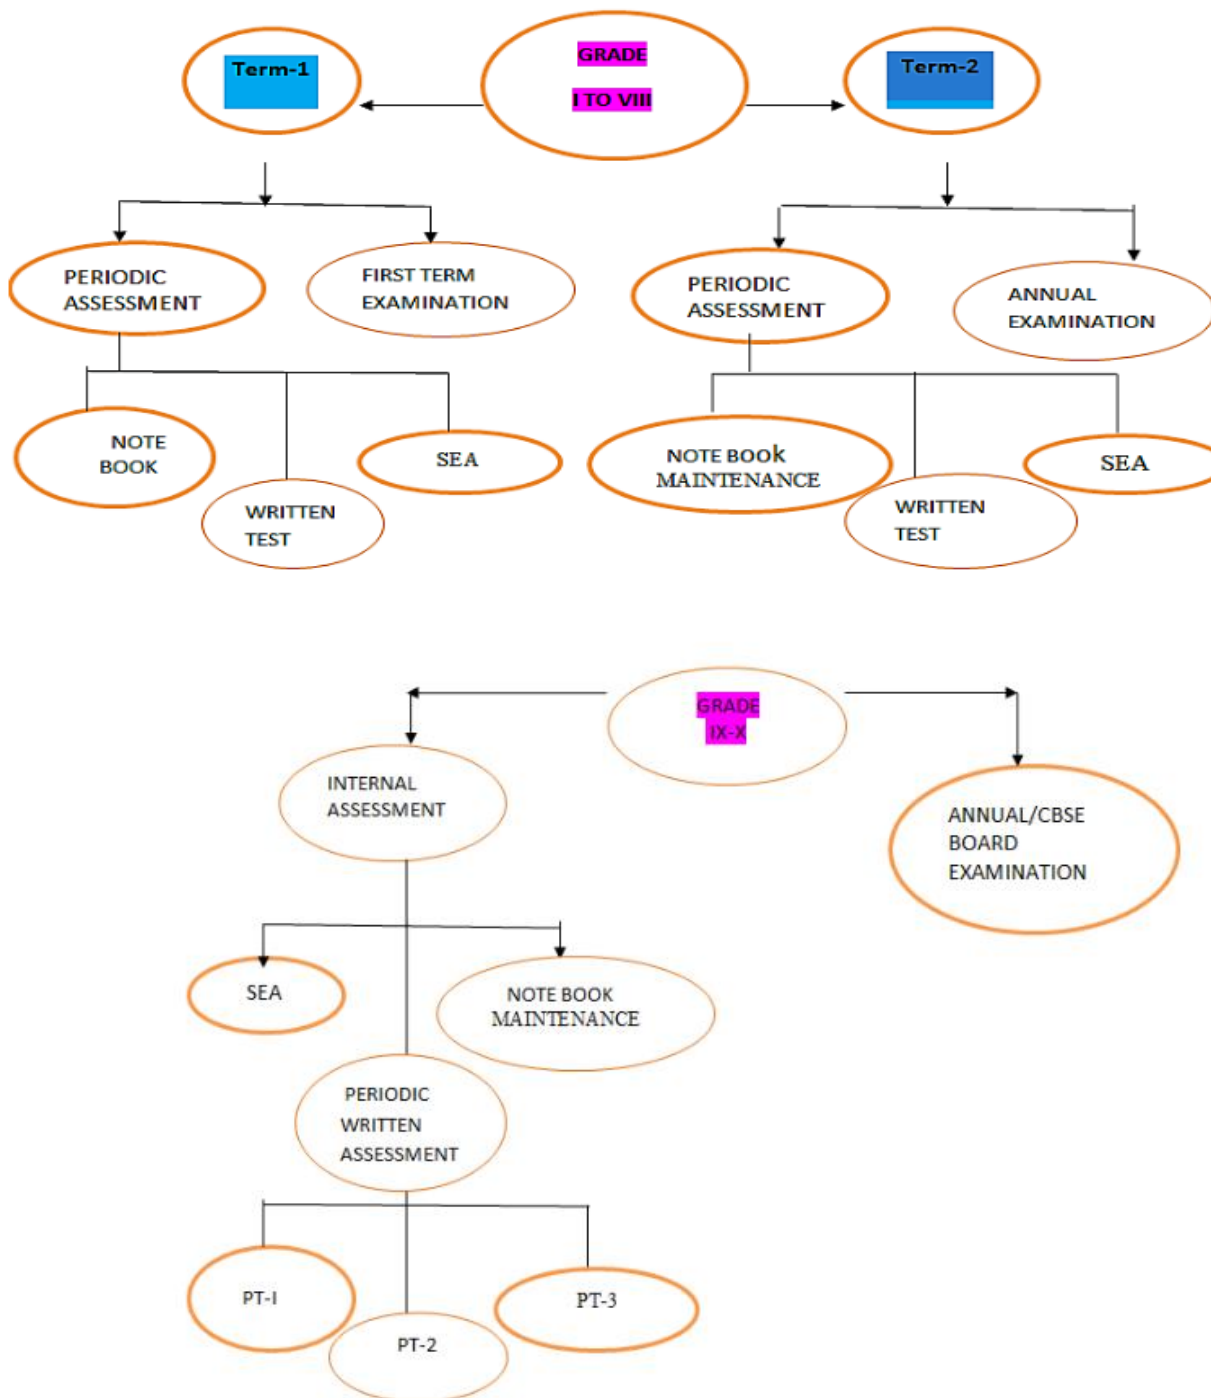 Term-1
GRADE
I TO VIII
Term-2
PERIODIC
ASSESSMENT
FIRST TERM
EXAMINATION
PERIODIC
ASSESSMENT
ANNUAL
EXAMINATION
NOTE
BOOK
WRITTEN
TEST
SEA
NOTE BOOk
MAINTENANCE
WRITTEN
TEST
SEA
GRADE
IX-X
INTERNAL
ASSESSMENT
ANNUAL/CBSE
BOARD
EXAMINATION
SEA
NOTE BOOK
MAINTENANCE
PERIODIC
WRITTEN
ASSESSMENT
PT-I
PT-2
PT-3